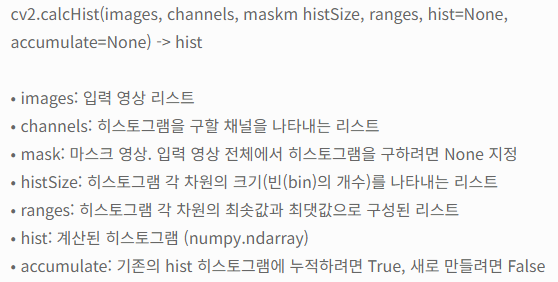 cv2.calcHist(images, channels, maskm histSize, ranges, hist=None,
accumulate=None) -> hist
• images: 입력 영상 리스트
• channels: 히스토그램을 구할 채널을 나타내는 리스트
• mask: 마스크 영상. 입력 영상 전체에서 히스토그램을 구하려면 None 지정
• histSize: 히스토그램 각 차원의 크기(빈(bin)의 개수)를 나타내는 리스트
• ranges: 히스토그램 각 차원의 최솟값과 최댓값으로 구성된 리스트
• hist: 계산된 히스토그램 (numpy.ndarray)
• accumulate: 기존의 hist 히스토그램에 누적하려면 True, 새로 만들려면 False